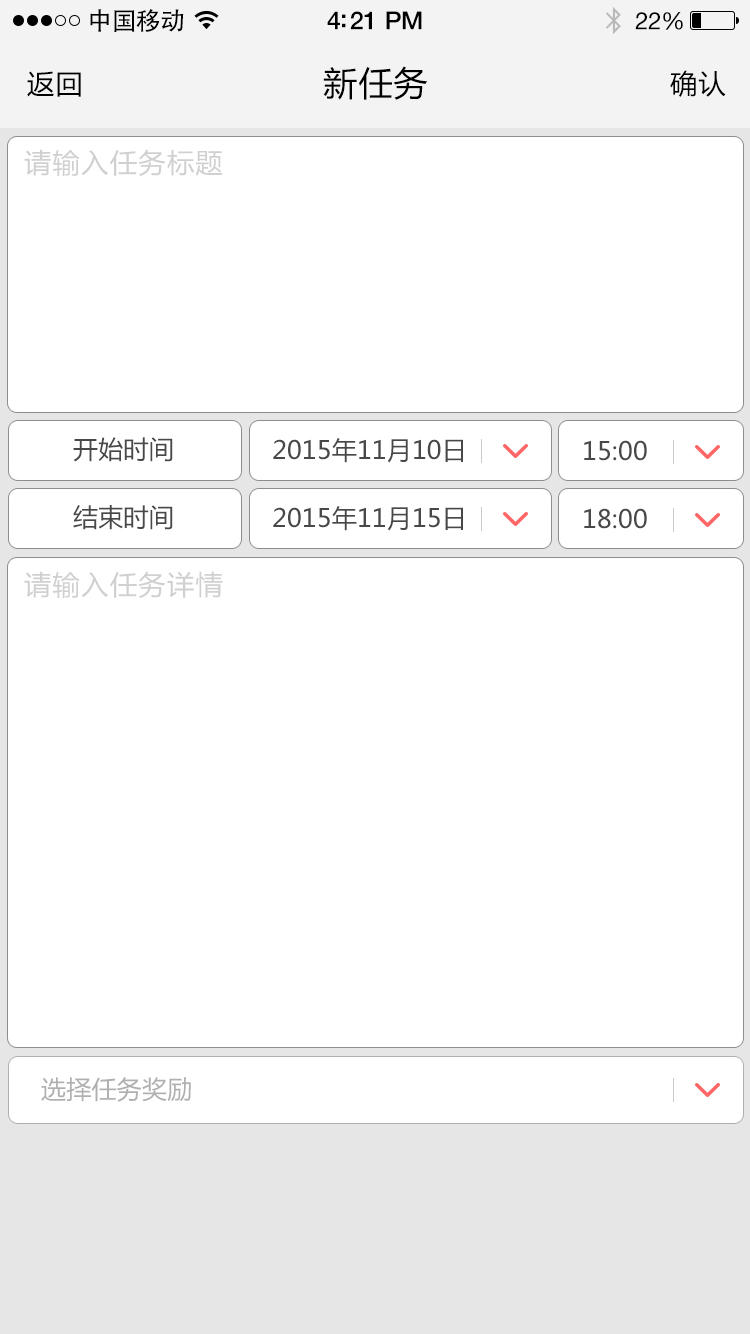 中国移动 4:21 PM 22%
返回 新任务 确认
请输入任务标题
开始时间 2015年11月10日 15:00
结束时间 2015年11月15日 18:00
请输入任务详情
选择任务奖励